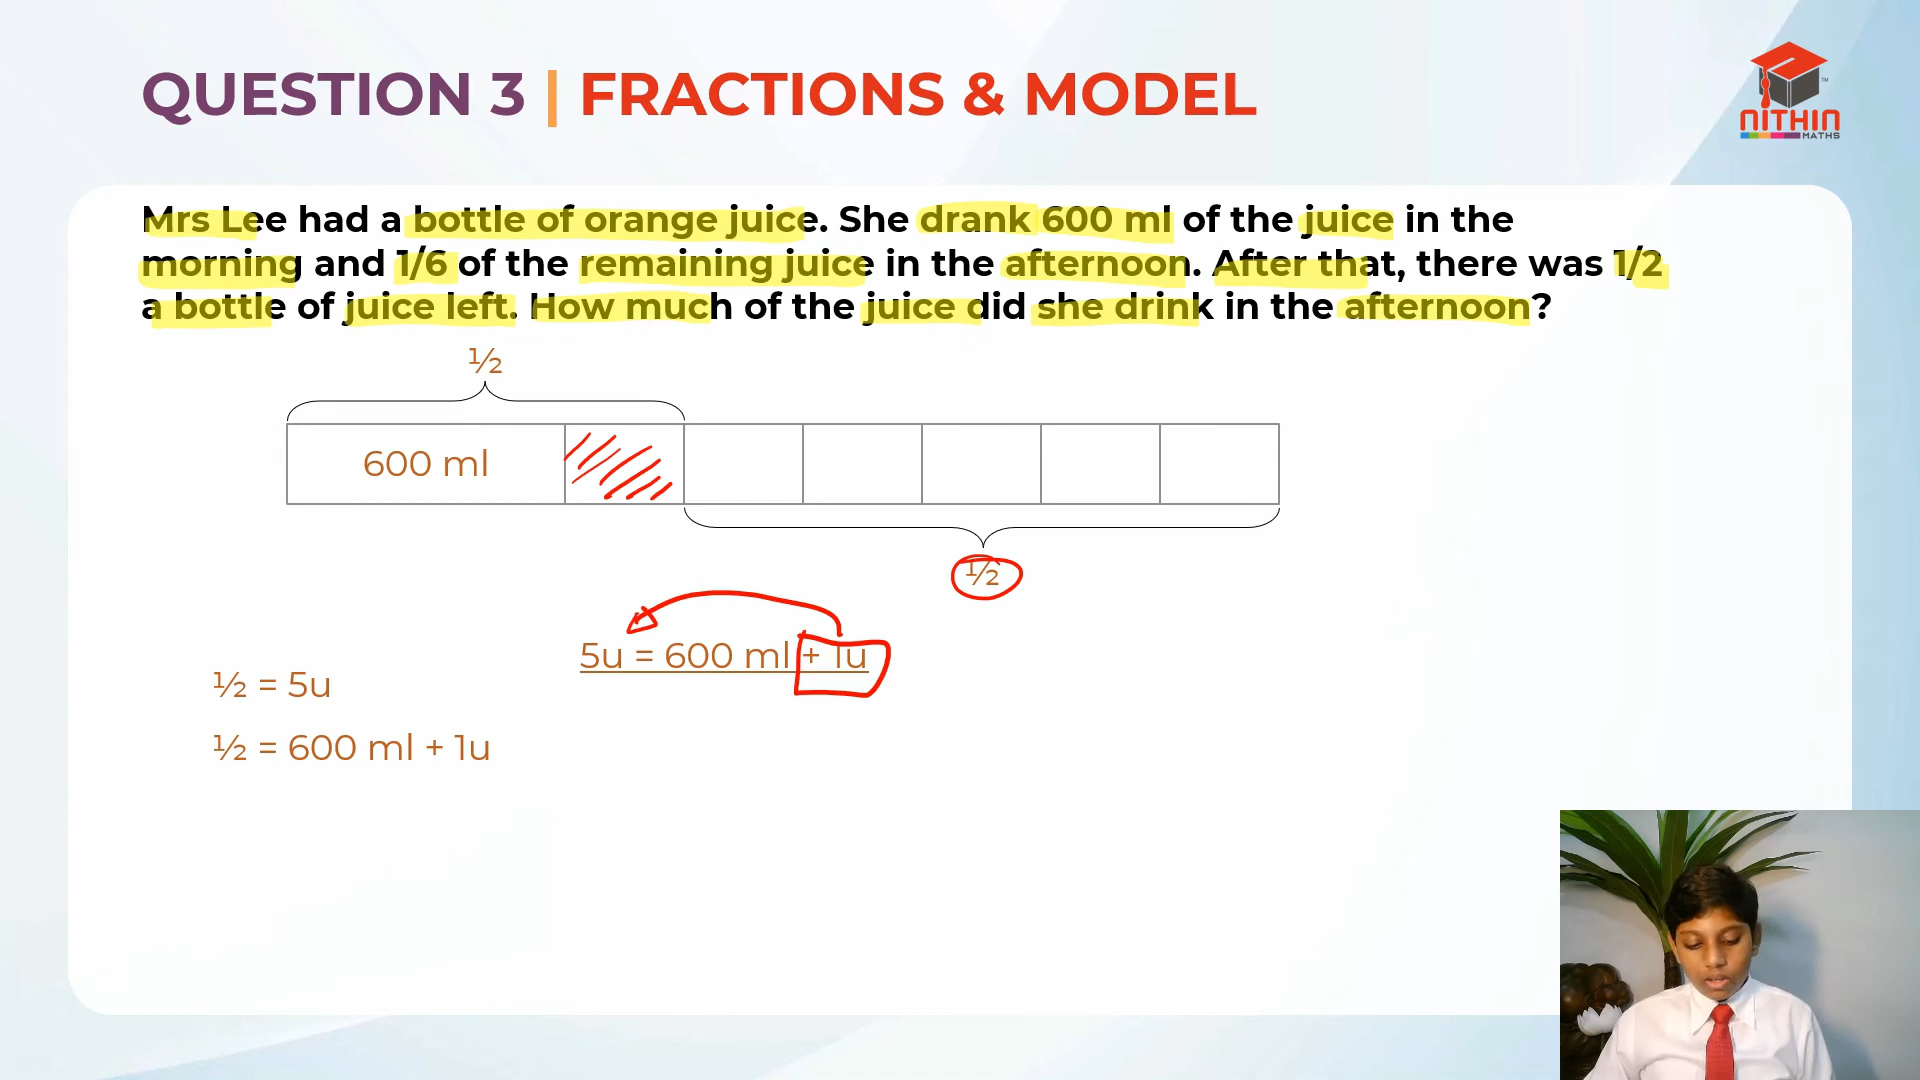 QUESTION 3 | FRACTIONS & MODEL
NITHIN
MATHS
Mrs Lee had a bottle of orange juice. She drank 600 ml of the juice in the
morning and 1/6 of the remaining juice in the afternoon. After that, there was 1/2
a bottle of juice left. How much of the juice did she drink in the afternoon?
½
600 ml
½
5u = 600 ml + 1u
½ = 5u
½ = 600 ml + 1u